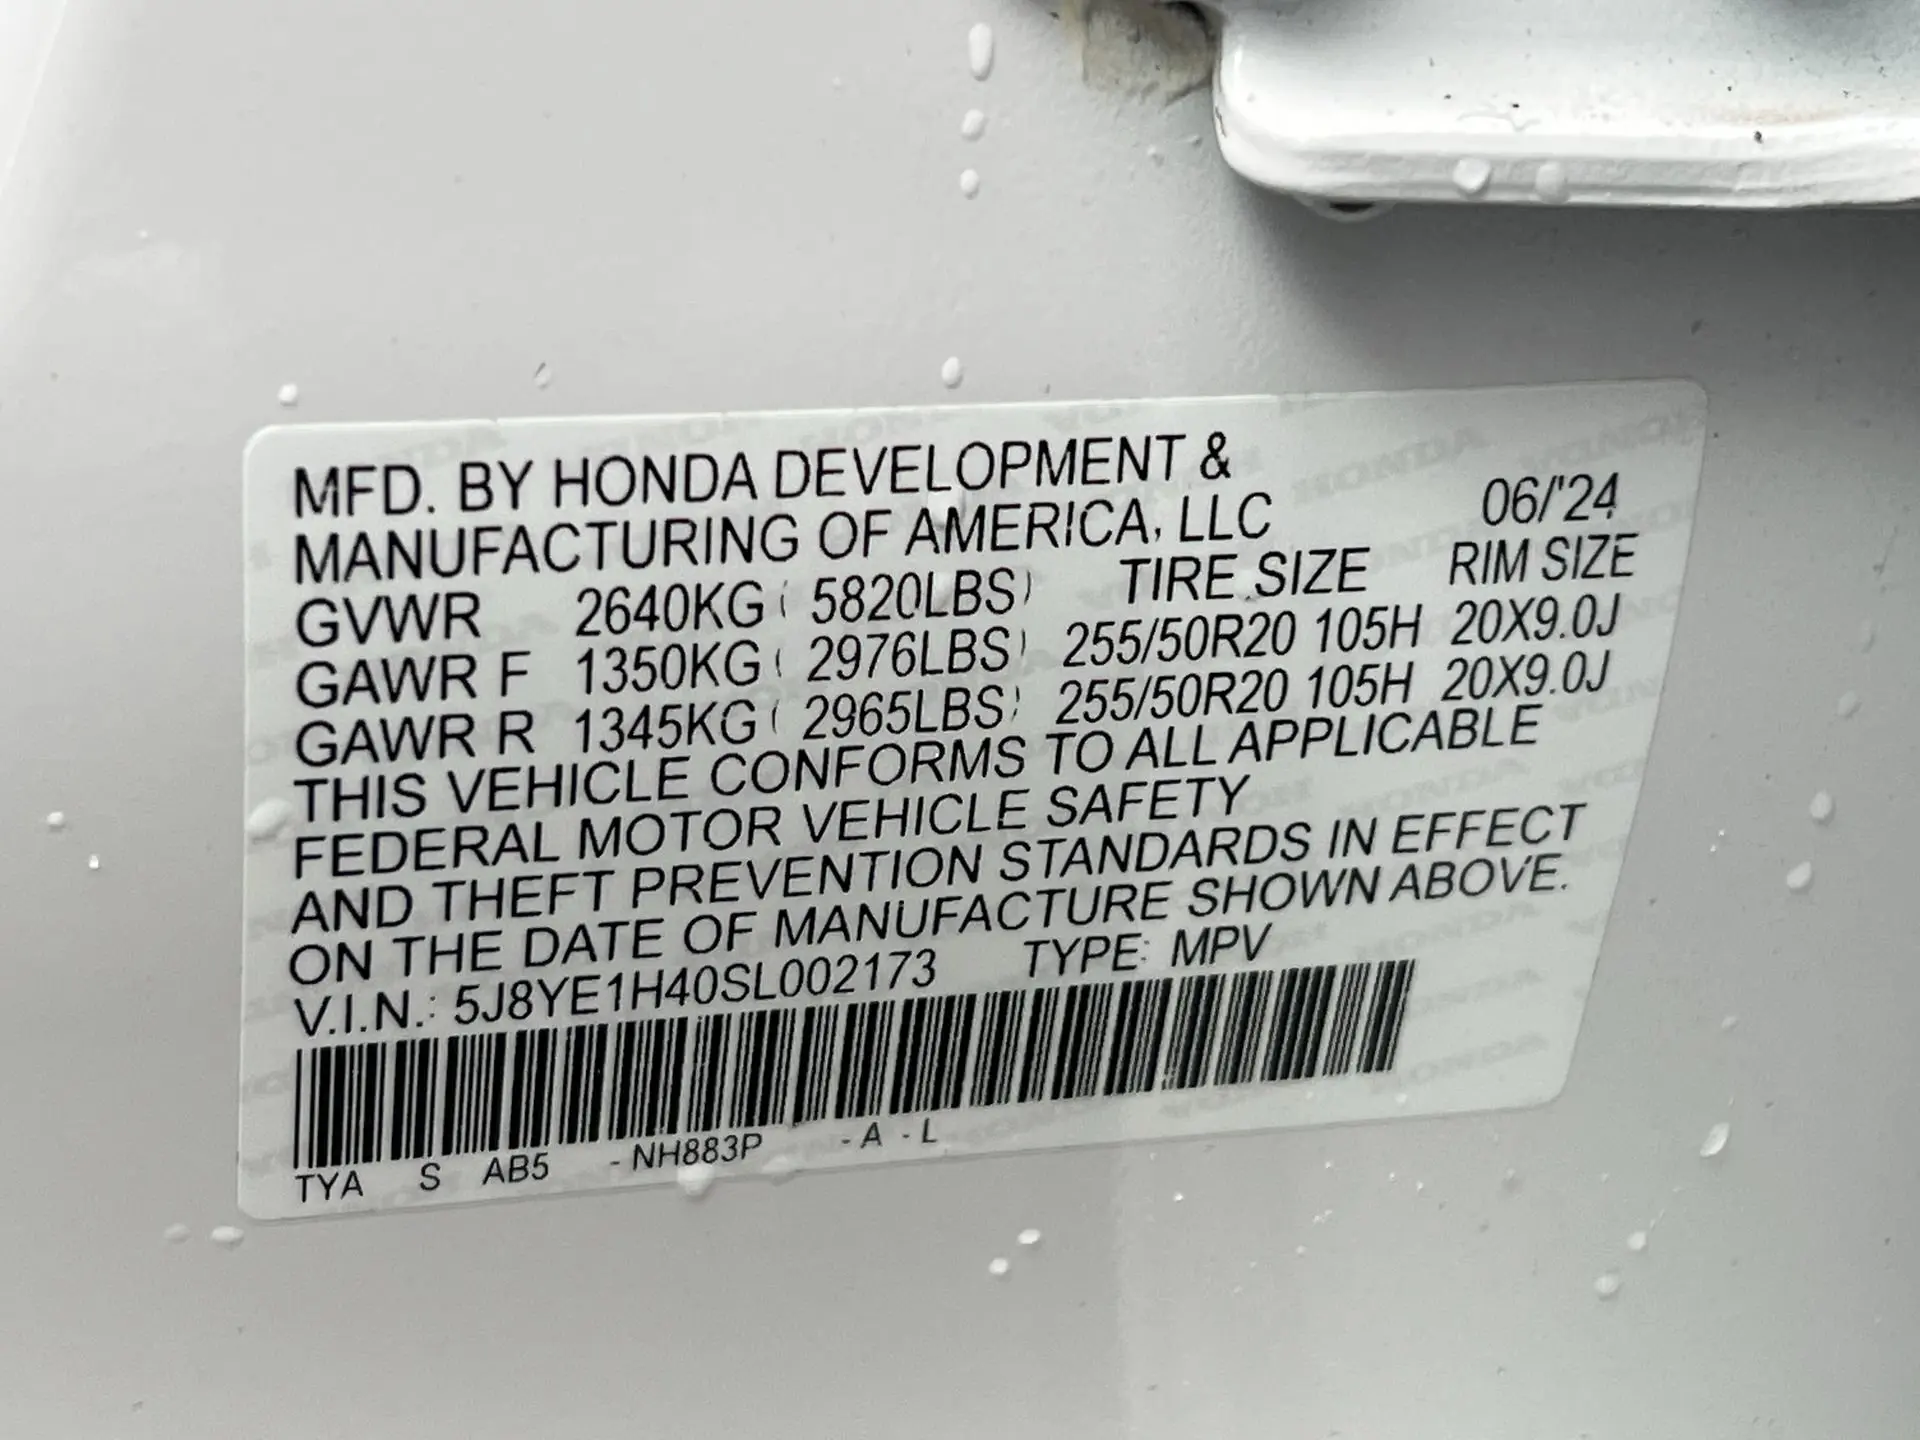 MFD. BY HONDA DEVELOPMENT &
MANUFACTURING OF AMERICA, LLC 06/'24
GVWR 2640KG ( 5820LBS) TIRE SIZE RIM SIZE
GAWR F 1350KG ( 2976LBS) 255/50R20 105H 20X9.0J
GAWR R 1345KG ( 2965LBS) 255/50R20 105H 20X9.0J
THIS VEHICLE CONFORMS TO ALL APPLICABLE
FEDERAL MOTOR VEHICLE SAFETY
AND THEFT PREVENTION STANDARDS IN EFFECT
ON THE DATE OF MANUFACTURE SHOWN ABOVE.
V.I.N.: 5J8YE1H40SL002173 TYPE: MPV
TYA S AB5 - NH883P - A - L